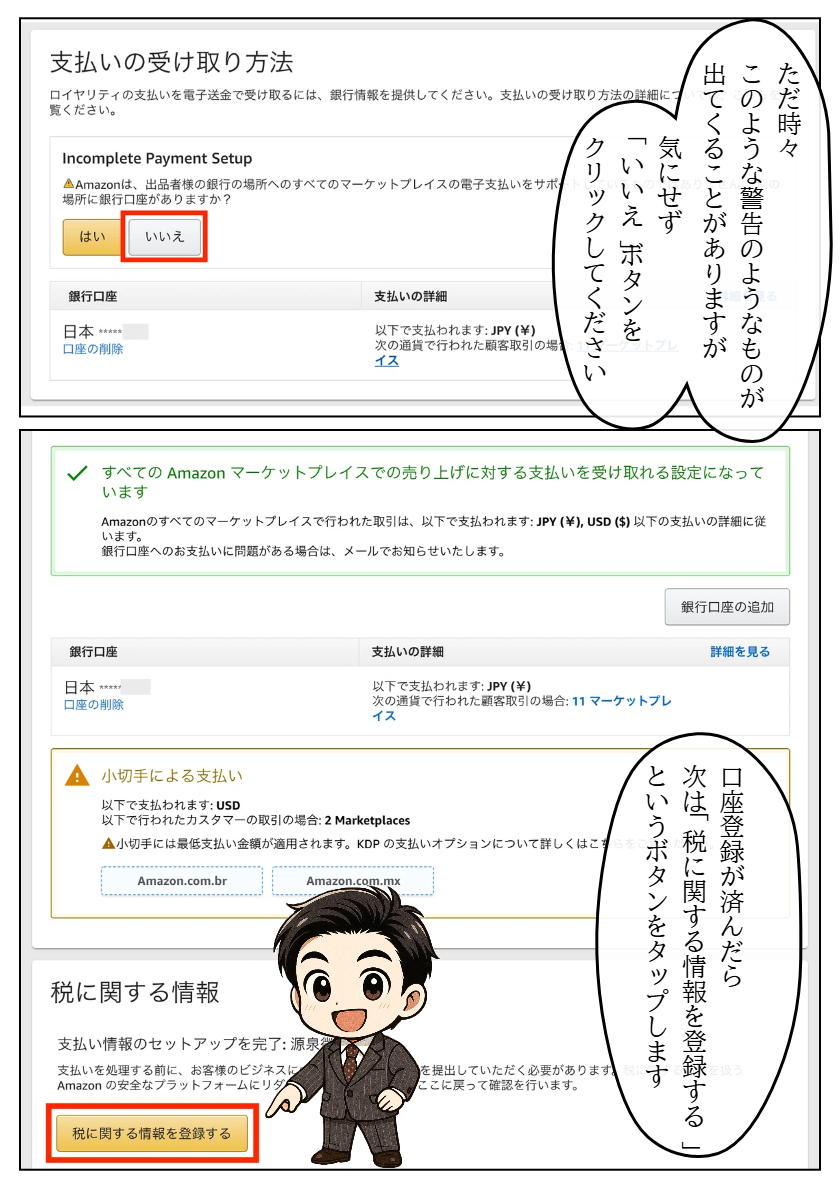 支払いの受け取り方法
ロイヤリティの支払いを電子送金で受け取るには、銀行情報を提供してください。支払いの受け取り方法の詳細に
覧ください。
Incomplete Payment Setup
Amazonは、出品者様の銀行の場所へのすべてのマーケットプレイスの電子支払いをサポート
場所に銀行口座がありますか？
はい
いいえ
銀行口座
支払いの詳細
詳細を見る
日本 *****
口座の削除
以下で支払われます: JPY (¥)
次の通貨で行われた顧客取引の場合: 11 マーケットプレ
イス
ただ時々
このような警告のようなものが
出てくることがありますが
気にせず
「いいえ」ボタンを
クリックしてください
すべての Amazon マーケットプレイスでの売り上げに対する支払いを受け取れる設定になって
います
Amazonのすべてのマーケットプレイスで行われた取引は、以下で支払われます: JPY (¥), USD ($) 以下の支払いの詳細に従
います。
銀行口座へのお支払いに問題がある場合は、メールでお知らせいたします。
銀行口座の追加
銀行口座
支払いの詳細
詳細を見る
日本 *****
口座の削除
以下で支払われます: JPY (¥)
次の通貨で行われた顧客取引の場合: 11 マーケットプレ
イス
小切手による支払い
以下で支払われます: USD
以下で行われたカスタマーの取引の場合: 2 Marketplaces
小切手には最低支払い金額が適用されます。KDP の支払いオプションについて詳しくはこちら
Amazon.com.br
Amazon.com.mx
口座登録が済んだら
次は「税に関する情報を登録する」
というボタンをタップします
税に関する情報
支払い情報のセットアップを完了: 源泉
支払いを処理する前に、お客様のビジネスに を提出していただく必要があります。
Amazon の安全なプラットフォームにリダ ここに戻って確認を行います。
税に関する情報を登録する